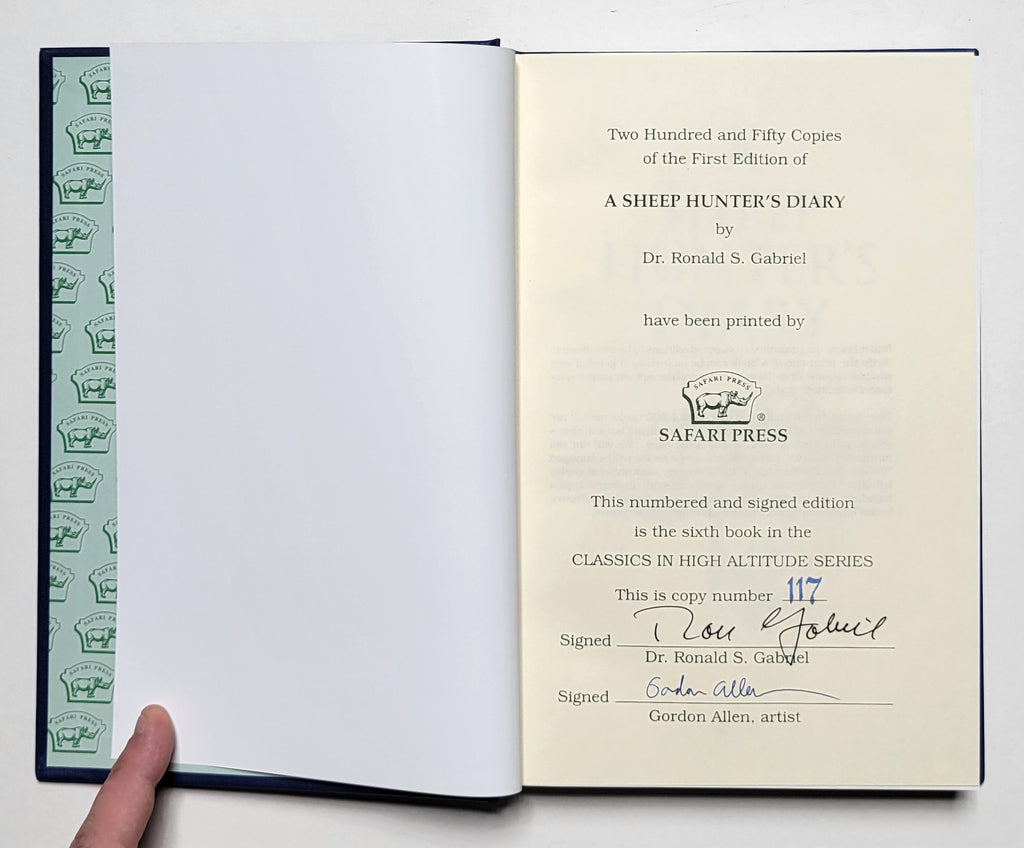 Two Hundred and Fifty Copies
of the First Edition of
A SHEEP HUNTER'S DIARY
by
Dr. Ronald S. Gabriel
have been printed by
SAFARI PRESS
®
SAFARI PRESS
This numbered and signed edition
is the sixth book in the
CLASSICS IN HIGH ALTITUDE SERIES
This is copy number 117
Signed Ron Gabriel
Dr. Ronald S. Gabriel
Signed Gordon Allen
Gordon Allen, artist